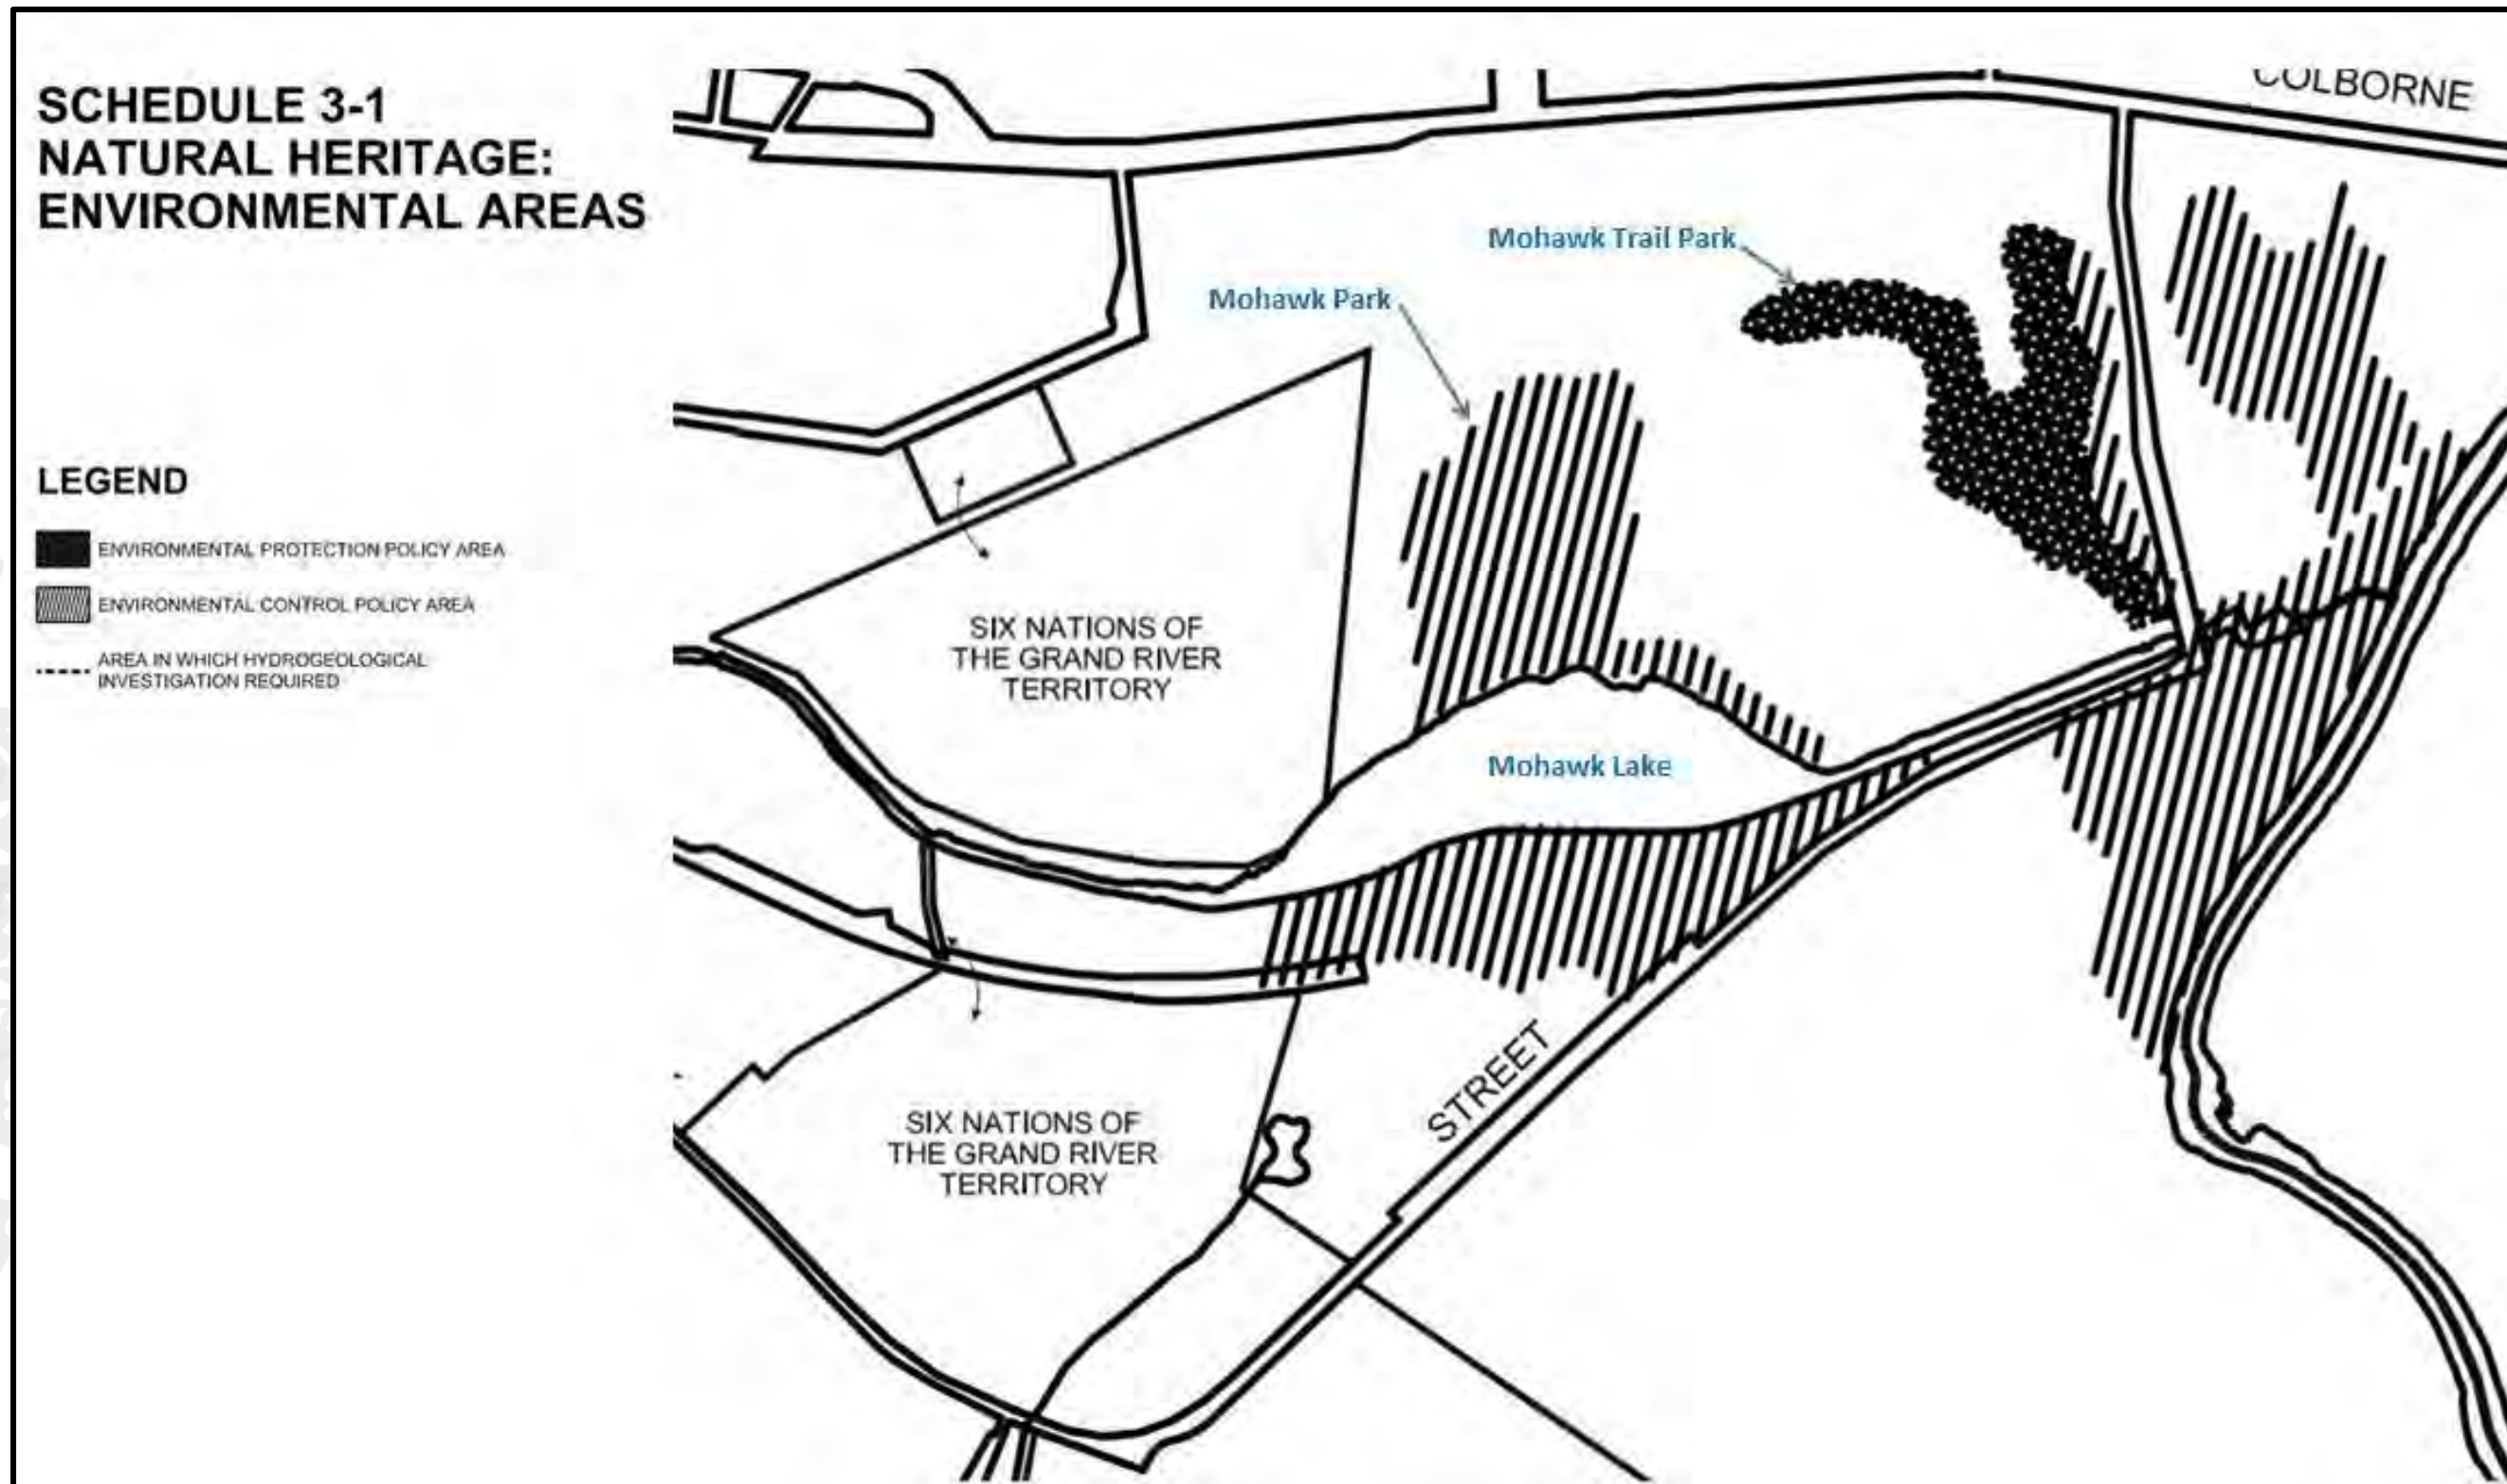 SCHEDULE 3-1
NATURAL HERITAGE:
ENVIRONMENTAL AREAS
LEGEND
ENVIRONMENTAL PROTECTION POLICY AREA
ENVIRONMENTAL CONTROL POLICY AREA
AREA IN WHICH HYDROGEOLOGICAL
INVESTIGATION REQUIRED
COLBORNE
Mohawk Trail Park
Mohawk Park
SIX NATIONS OF
THE GRAND RIVER
TERRITORY
Mohawk Lake
STREET
SIX NATIONS OF
THE GRAND RIVER
TERRITORY